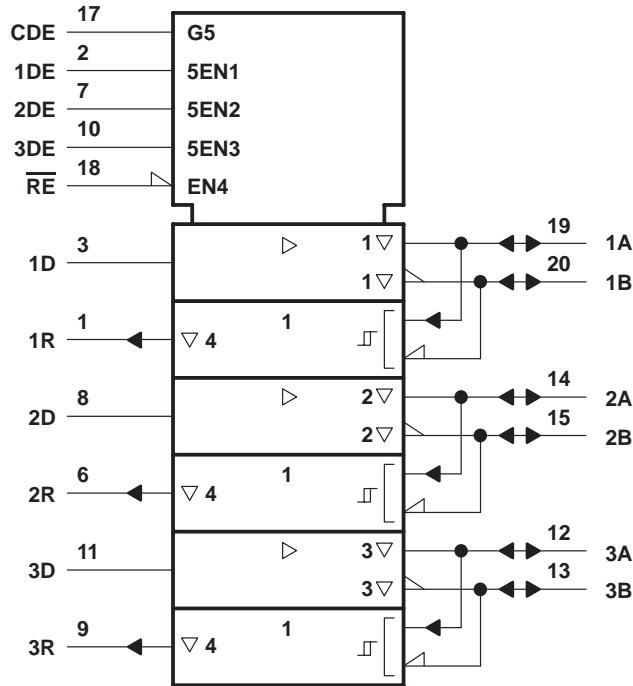 CDE 17 G5
1DE 2 5EN1
2DE 7 5EN2
3DE 10 5EN3
RE 18 EN4
1D 3 1 19 1A
1 20 1B
1R 1 4 1
2D 8 2 14 2A
2 15 2B
2R 6 4 1
3D 11 3 12 3A
3 13 3B
3R 9 4 1